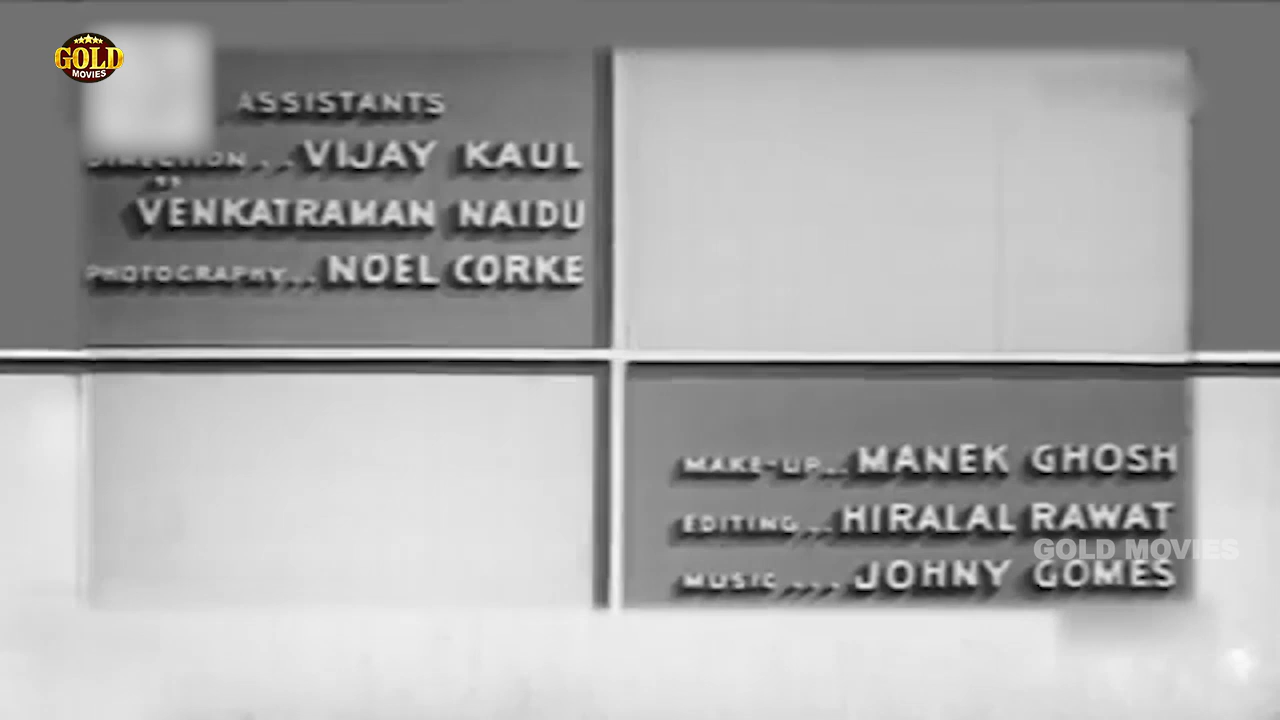 GOLD
MOVIES
ASSISTANTS
DIRECTION . . . VIJAY KAUL
" VENKATRAMAN NAIDU
PHOTOGRAPHY... NOEL CORKE
MAKE-UP... MANEK GHOSH
EDITING ... HIRALAL RAWAT
GOLD MOVIES
MUSIC .... JOHNY GOMES